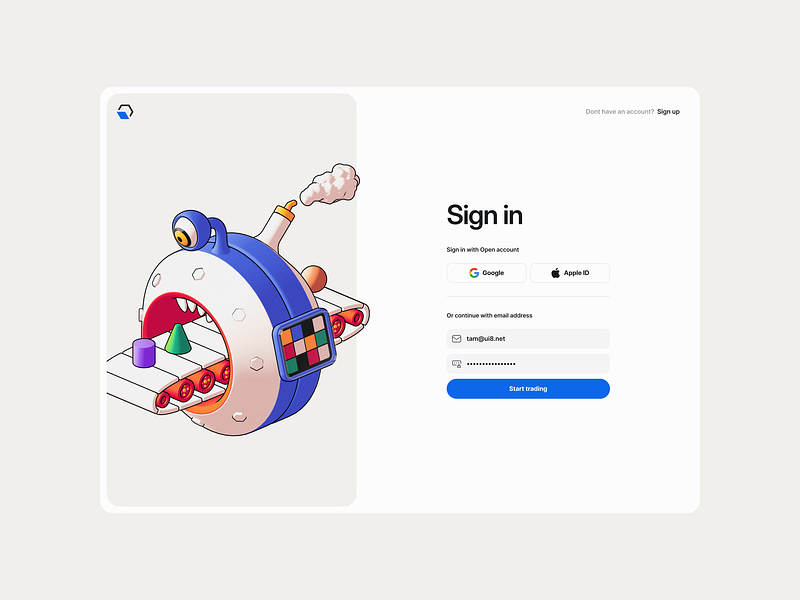 Dont have an account? Sign up
Sign in
Sign in with Open account
Google
Apple ID
Or continue with email address
tam@ui8.net
••••••••••••••••
Start trading